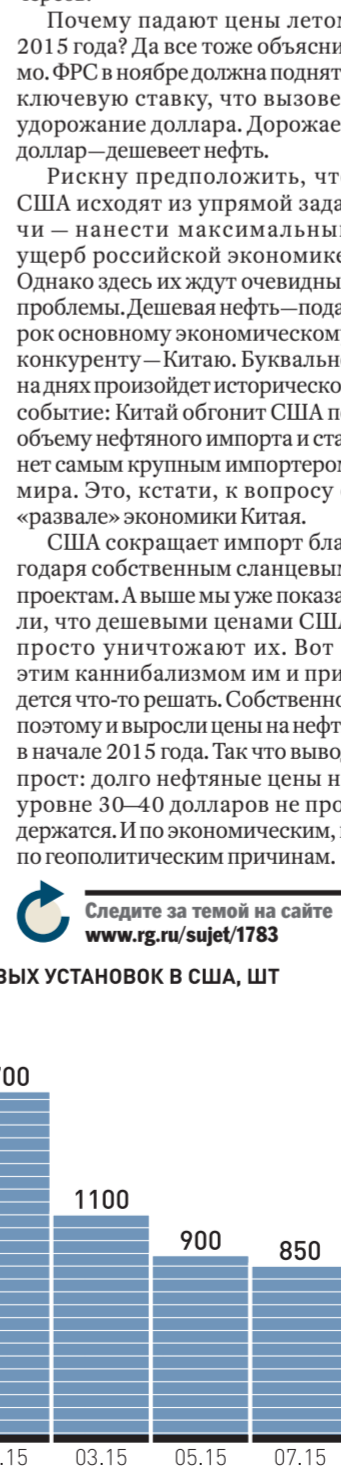 Почему падают цены летом
2015 года? Да все тоже объясни
мо. ФРС в ноябре должна поднят
ключевую ставку, что вызове
удорожание доллара. Дорожае
доллар—дешевеет нефть.
Рискну предположить, что
США исходят из упрямой зада
чи — нанести максимальны
ущерб российской экономике
Однако здесь их ждут очевидны
проблемы. Дешевая нефть—пода
рок основному экономическом
конкуренту—Китаю. Буквальн
на днях произойдет историческо
событие: Китай обгонит США п
объему нефтяного импорта и ста
нет самым крупным импортером
мира. Это, кстати, к вопросу о
«развале» экономики Китая.
США сокращает импорт бла
годаря собственным сланцевым
проектам. А выше мы уже показа
ли, что дешевыми ценами США
просто уничтожают их. Вот
этим каннибализмом им и при
дется что-то решать. Собственно
поэтому и выросли цены на нефт
в начале 2015 года. Так что вывод
прост: долго нефтяные цены н
уровне 30—40 долларов не про
держатся. И по экономическим, и
по геополитическим причинам.
Следите за темой на сайте
www.rg.ru/sujet/1783
ВЫХ УСТАНОВОК В США, ШТ
700
1100
900
850
.15 03.15 05.15 07.15